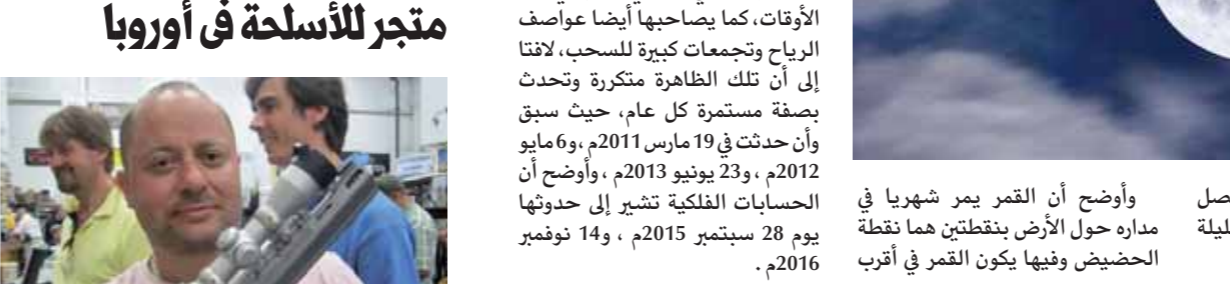 صل
ليلة
وأوضح أن القمر يمر شهريا في
مداره حول الأرض بنقطتين هما نقطة
الحضيض وفيها يكون القمر في أقرب
الأوقات، كما يصاحبها أيضا عواصف
الرياح وتجمعات كبيرة للسحب، لافتا
إلى أن تلك الظاهرة متكررة وتحدث
بصفة مستمرة كل عام، حيث سبق
وأن حدثت في 19 مارس 2011م ،و6 مايو
2012م ، و23 يونيو 2013م ، وأوضح أن
الحسابات الفلكية تشير إلى حدوثها
يوم 28 سبتمبر 2015م ، و14 نوفمبر
2016م .
متجر للأسلحة فى أوروبا